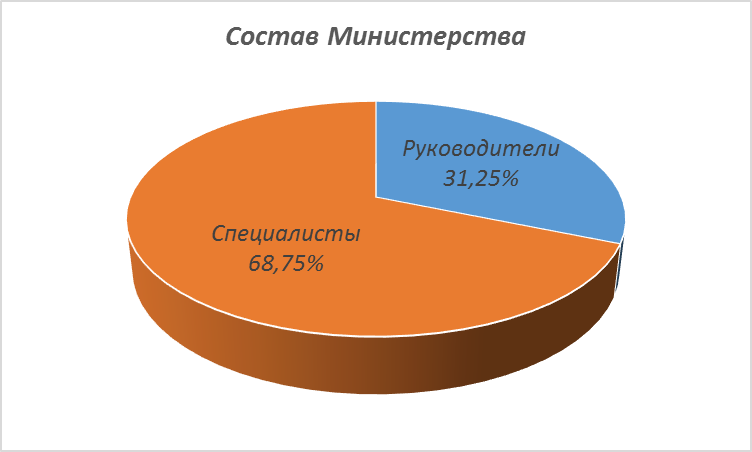 Состав Министерства
Руководители
31,25%
Специалисты
68,75%